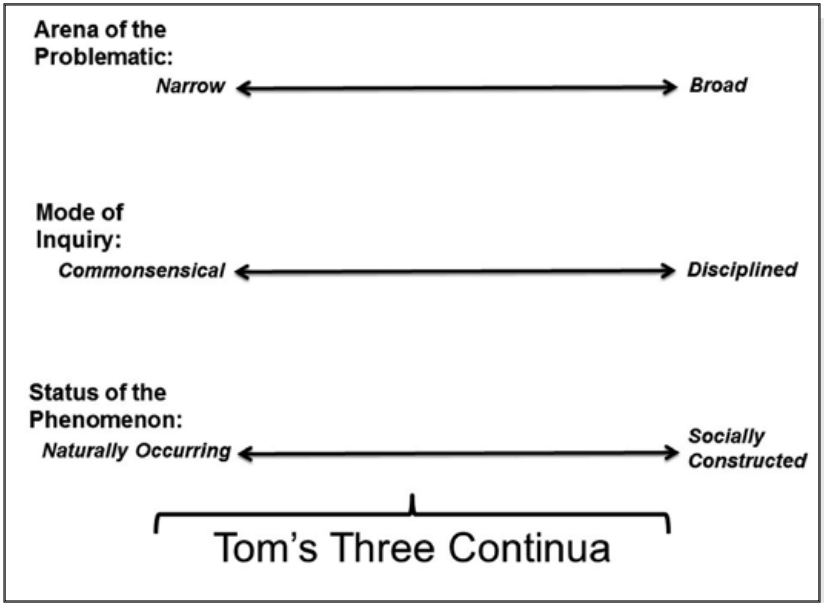 Arena of the
Problematic:
Narrow
Broad
Mode of
Inquiry:
Commonsensical
Disciplined
Status of the
Phenomenon:
Naturally Occurring
Socially
Constructed
Tom's Three Continua